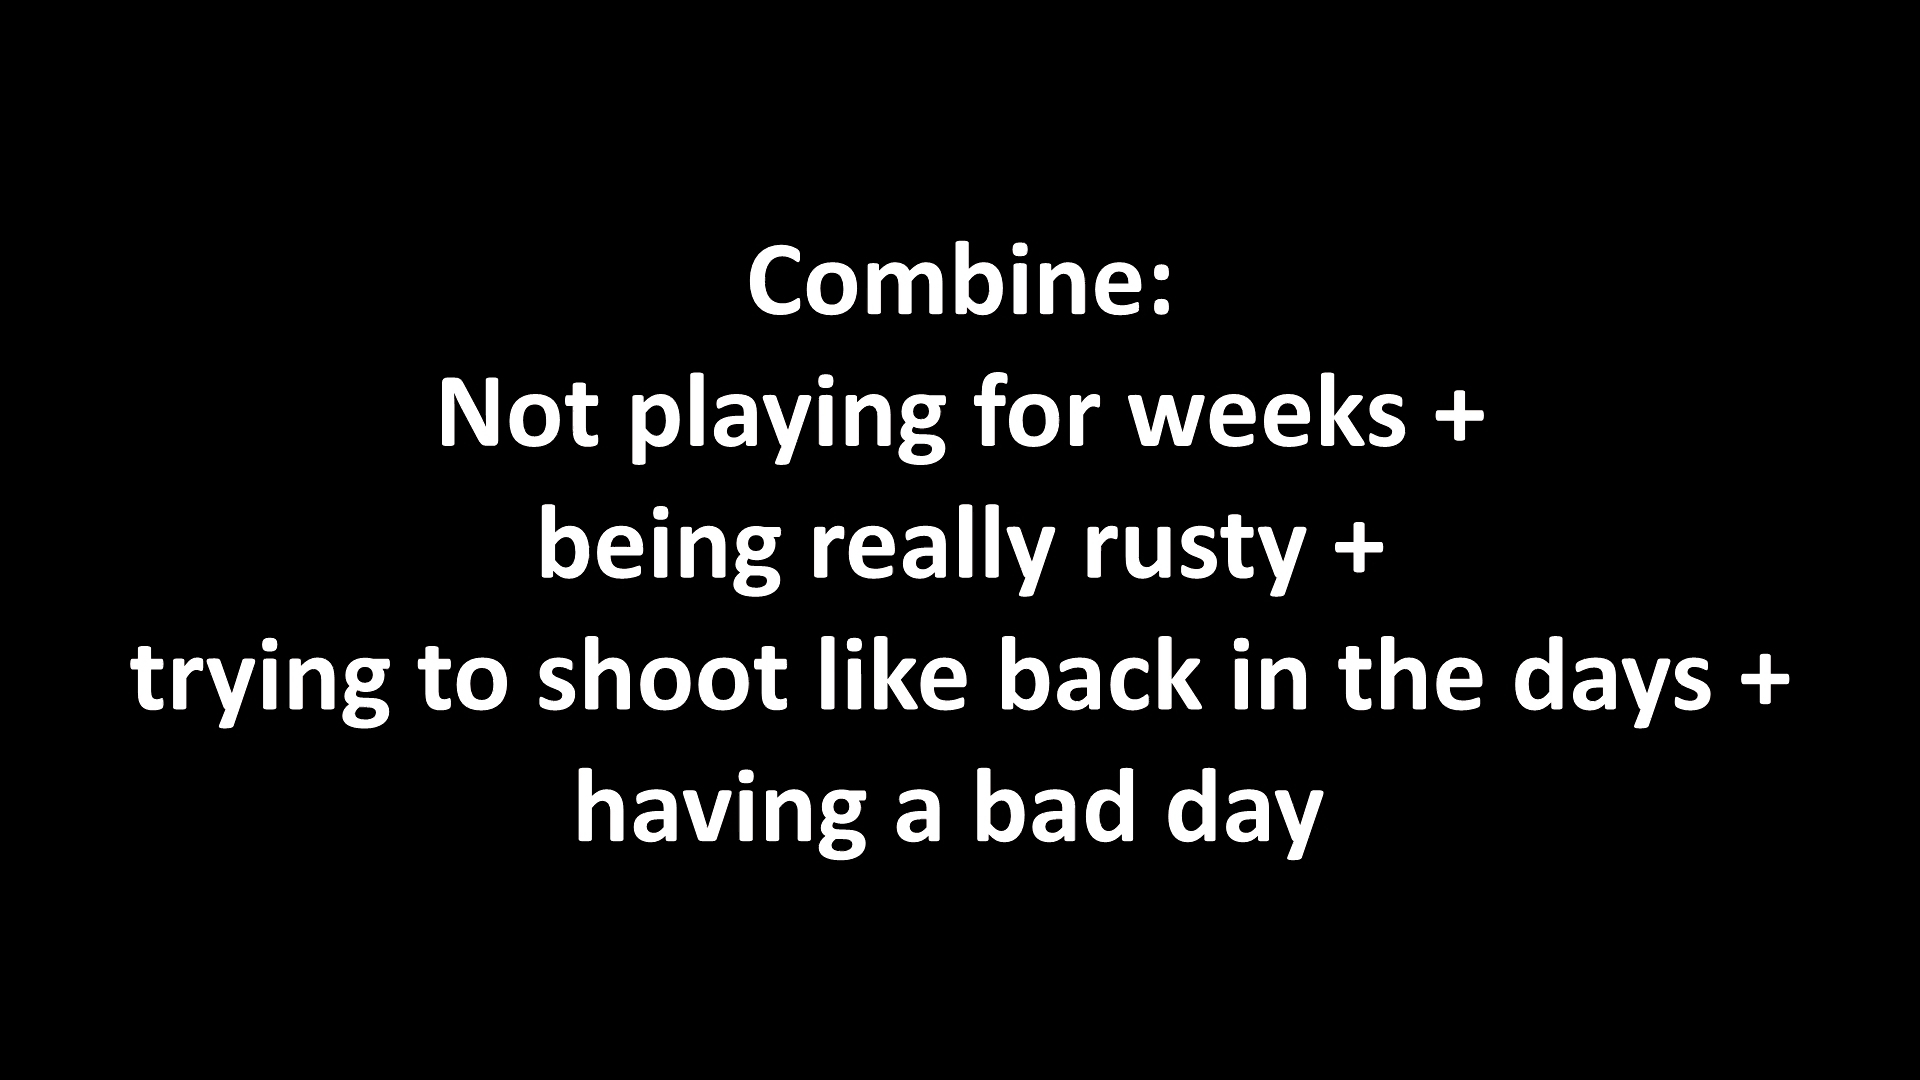 Combine:
Not playing for weeks +
being really rusty +
trying to shoot like back in the days +
having a bad day